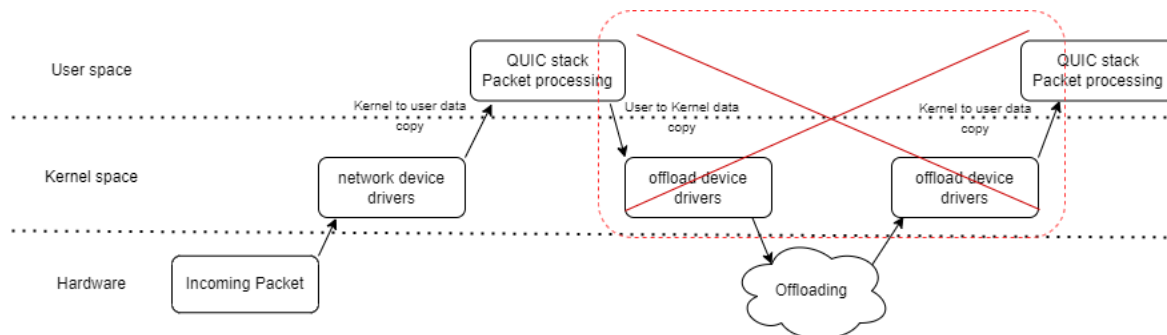 User space
QUIC stack
Packet processing
QUIC stack
Packet processing
Kernel to user data
copy
User to Kernel data
copy
Kernel to user data
copy
Kernel space
network device
drivers
offload device
drivers
offload device
drivers
Hardware
Incoming Packet
Offloading